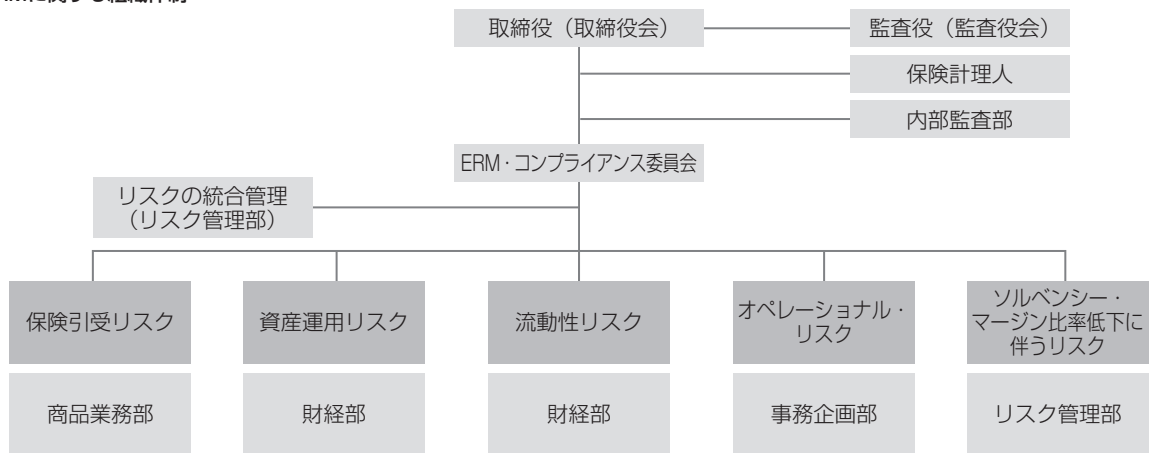 取締役（取締役会）
監査役（監査役会）
保険計理人
内部監査部
ERM・コンプライアンス委員会
リスクの統合管理
（リスク管理部）
保険引受リスク
資産運用リスク
流動性リスク
オペレーショナル・
リスク
ソルベンシー・
マージン比率低下に
伴うリスク
商品業務部
財経部
財経部
事務企画部
リスク管理部